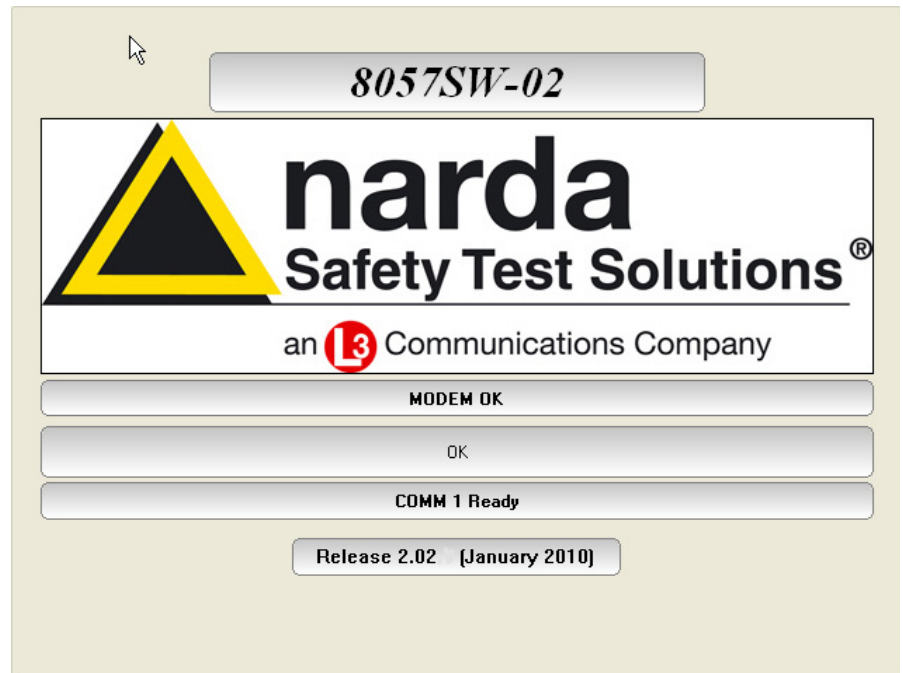 8057SW-02
narda
Safety Test Solutions®
an L3 Communications Company
MODEM OK
OK
COMM 1 Ready
Release 2.02 (January 2010)